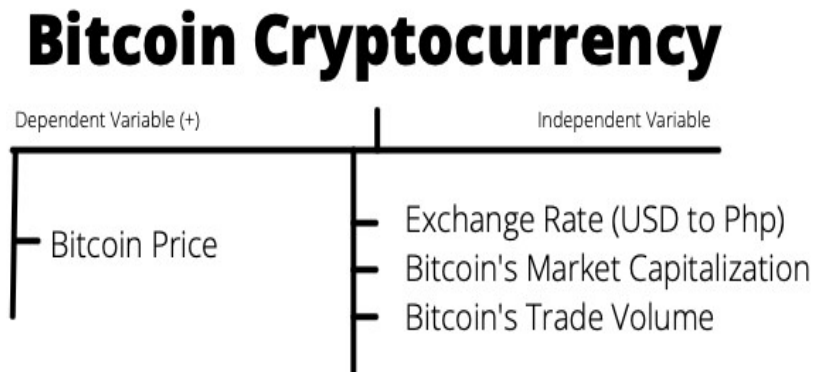 Bitcoin Cryptocurrency
Dependent Variable (+)
Independent Variable
Bitcoin Price
Exchange Rate (USD to Php)
Bitcoin's Market Capitalization
Bitcoin's Trade Volume